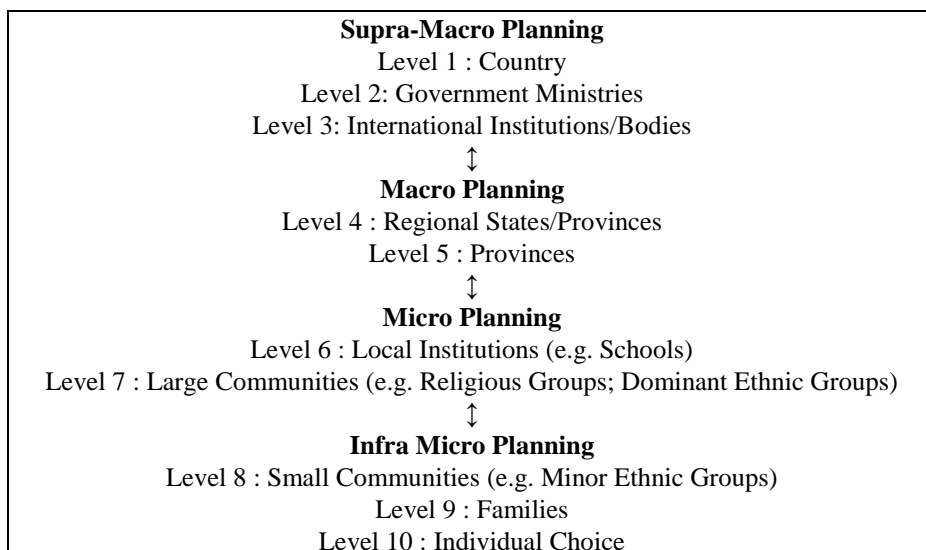 Supra-Macro Planning
Level 1 : Country
Level 2: Government Ministries
Level 3: International Institutions/Bodies
↕
Macro Planning
Level 4 : Regional States/Provinces
Level 5 : Provinces
↕
Micro Planning
Level 6 : Local Institutions (e.g. Schools)
Level 7 : Large Communities (e.g. Religious Groups; Dominant Ethnic Groups)
↕
Infra Micro Planning
Level 8 : Small Communities (e.g. Minor Ethnic Groups)
Level 9 : Families
Level 10 : Individual Choice